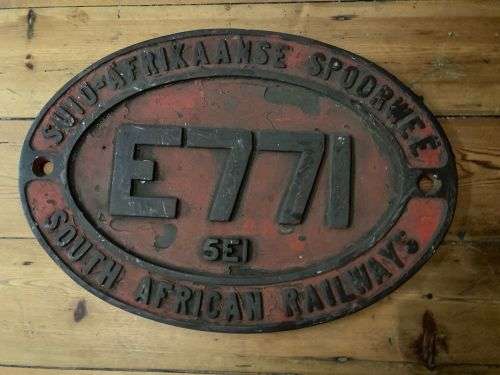 SUID-AFRIKAANSE SPOORWEË
E771
5E1
SOUTH AFRICAN RAILWAYS